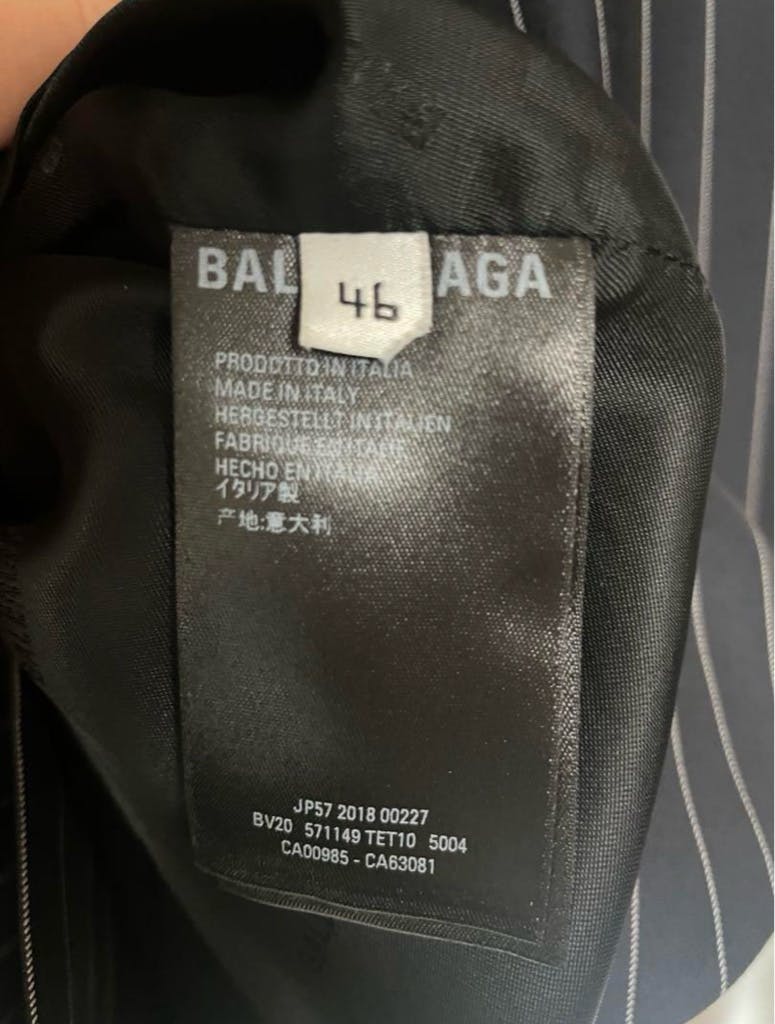 BAL AGA
46
PRODOTTO IN ITALIA
MADE IN ITALY
HERGESTELLT IN ITALIEN
FABRIQUE EN ITALIE
HECHO EN ITALIA
イタリア製
产地:意大利
JP57 2018 00227
BV20 571149 TET10 5004
CA00985 - CA63081